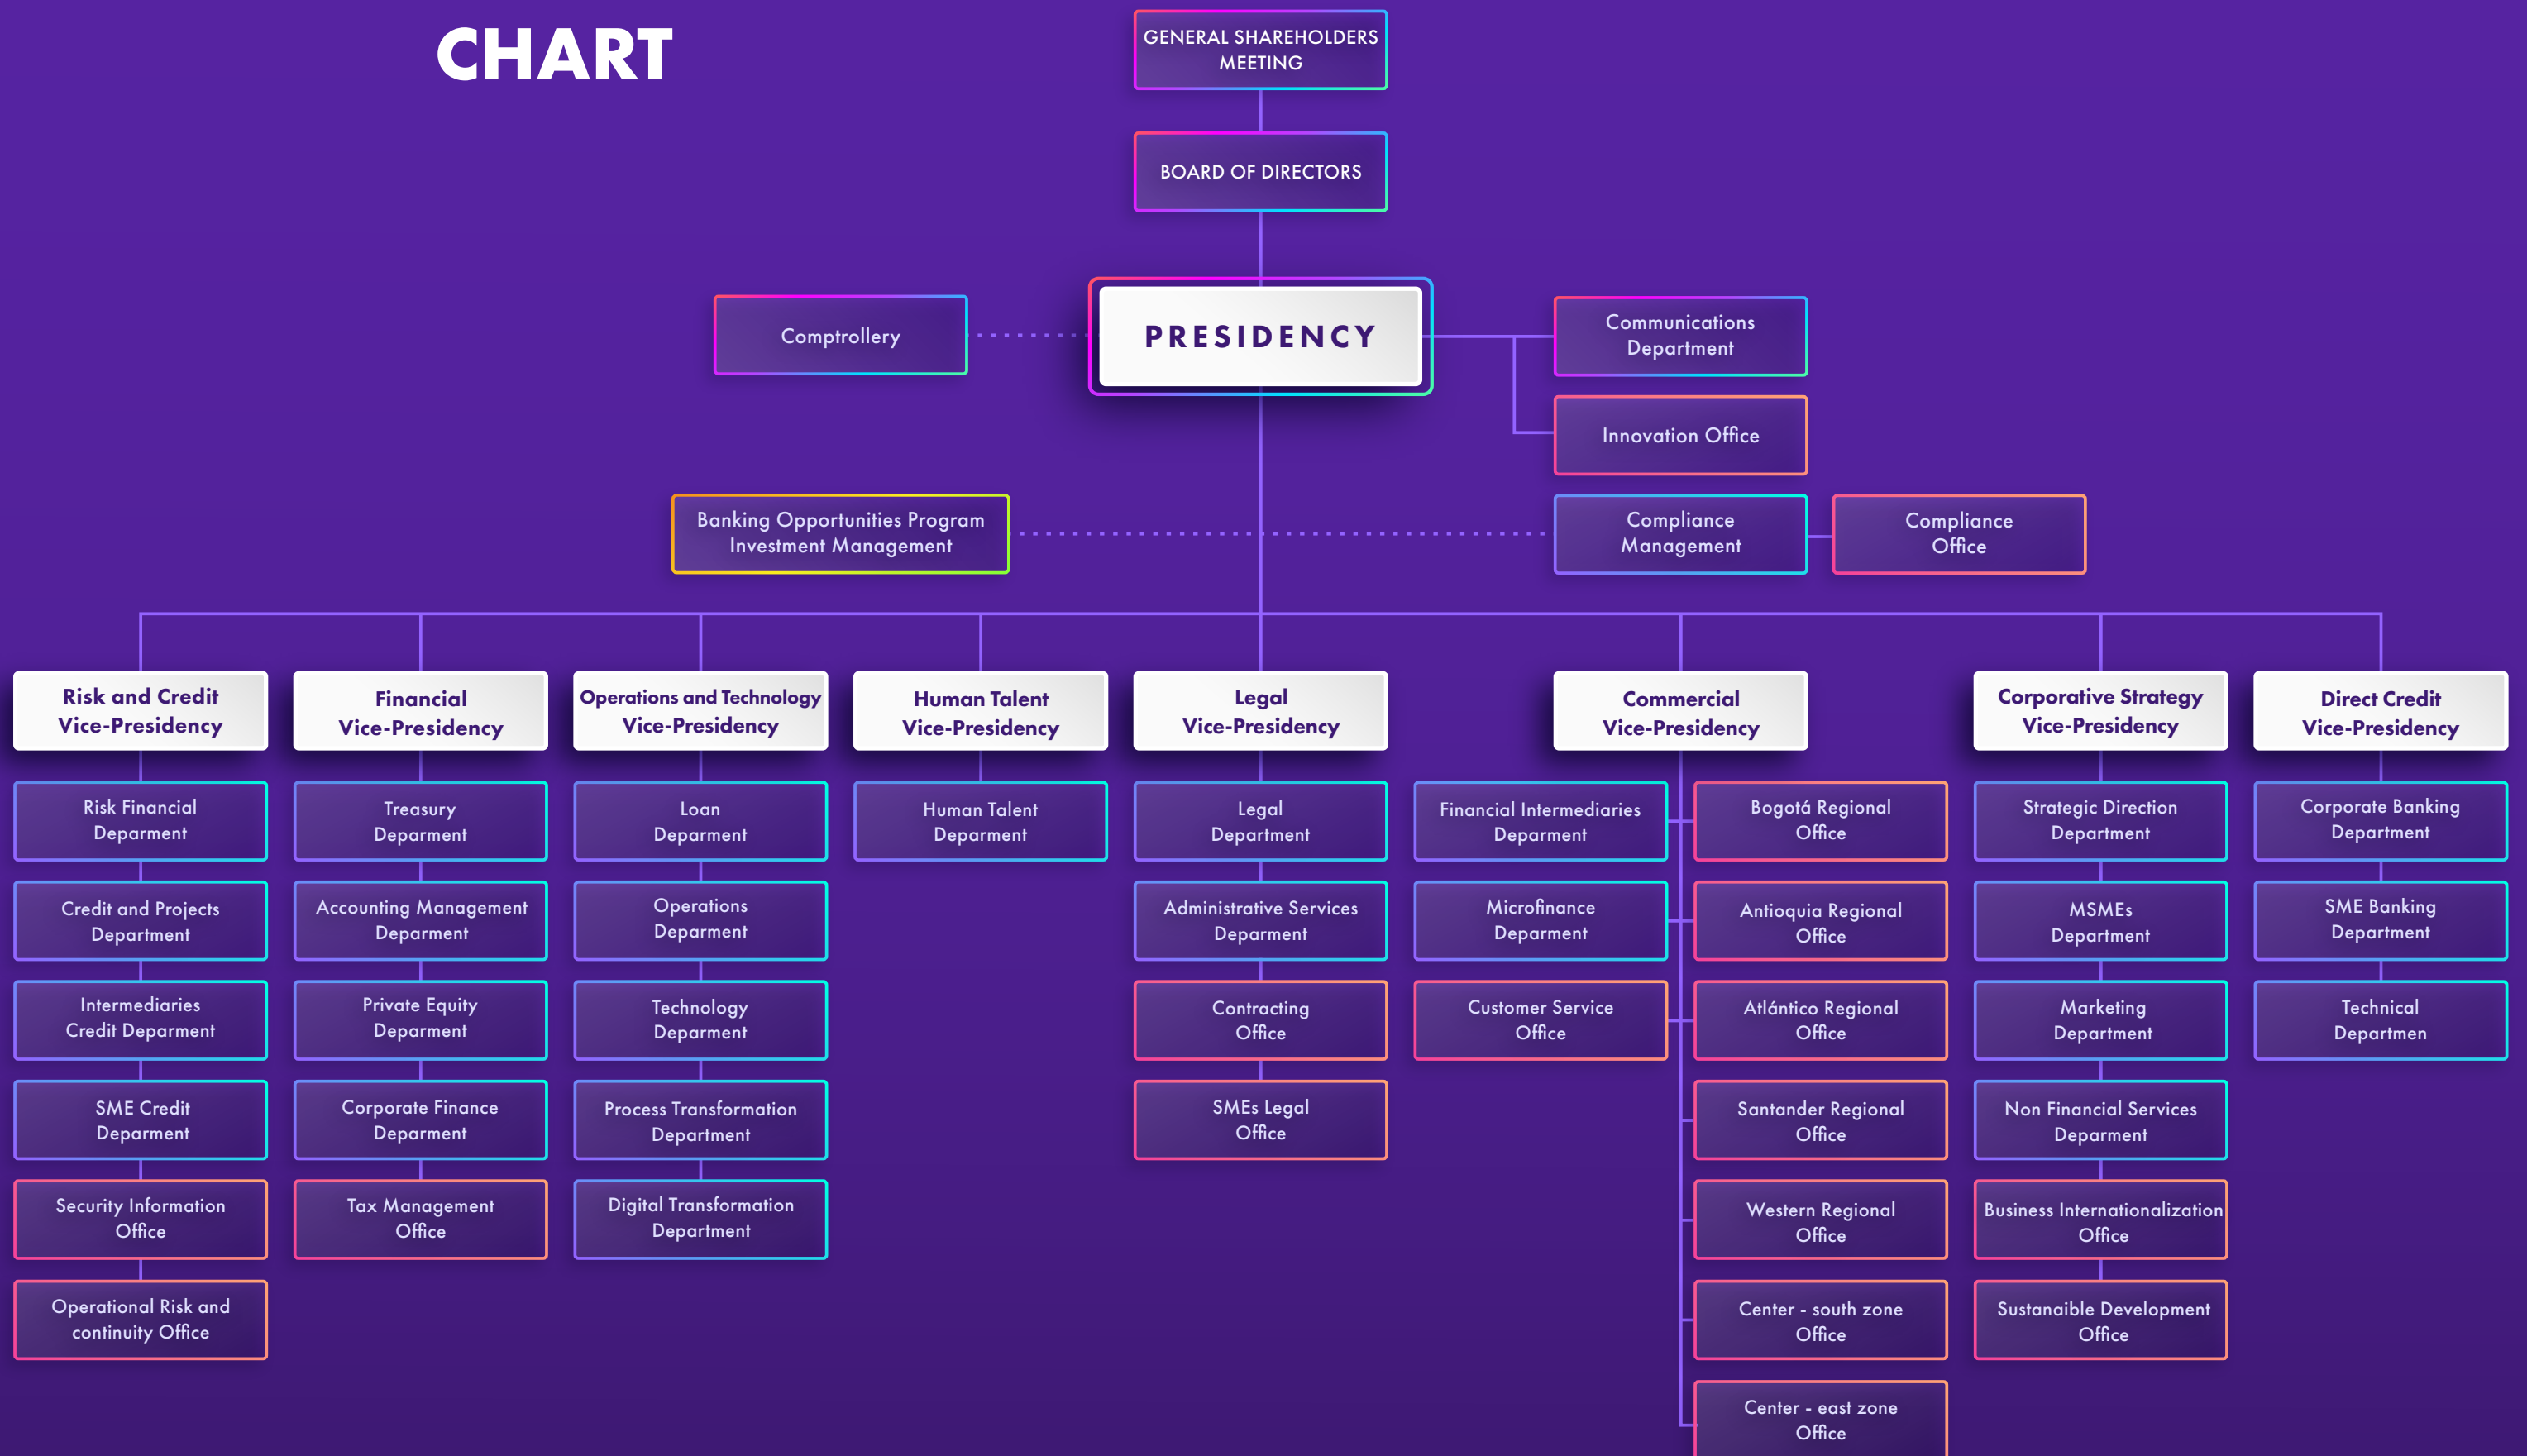 CHART
GENERAL SHAREHOLDERS
MEETING
BOARD OF DIRECTORS
Comptrollery
PRESIDENCY
Communications
Department
Innovation Office
Banking Opportunities Program
Investment Management
Compliance
Management
Compliance
Office
Risk and Credit
Vice-Presidency
Risk Financial
Deparment
Credit and Projects
Department
Intermediaries
Credit Deparment
SME Credit
Deparment
Security Information
Office
Operational Risk and
continuity Office
Financial
Vice-Presidency
Treasury
Deparment
Accounting Management
Deparment
Private Equity
Deparment
Corporate Finance
Deparment
Tax Management
Office
Operations and Technology
Vice-Presidency
Loan
Deparment
Operations
Deparment
Technology
Deparment
Process Transformation
Department
Digital Transformation
Department
Human Talent
Vice-Presidency
Human Talent
Deparment
Legal
Vice-Presidency
Legal
Department
Administrative Services
Deparment
Contracting
Office
SMEs Legal
Office
Commercial
Vice-Presidency
Financial Intermediaries
Deparment
Microfinance
Deparment
Customer Service
Office
Bogotá Regional
Office
Antioquia Regional
Office
Atlántico Regional
Office
Santander Regional
Office
Western Regional
Office
Center - south zone
Office
Center - east zone
Office
Corporative Strategy
Vice-Presidency
Strategic Direction
Department
MSMEs
Department
Marketing
Department
Non Financial Services
Deparment
Business Internationalization
Office
Sustanaible Development
Office
Direct Credit
Vice-Presidency
Corporate Banking
Department
SME Banking
Department
Technical
Departmen